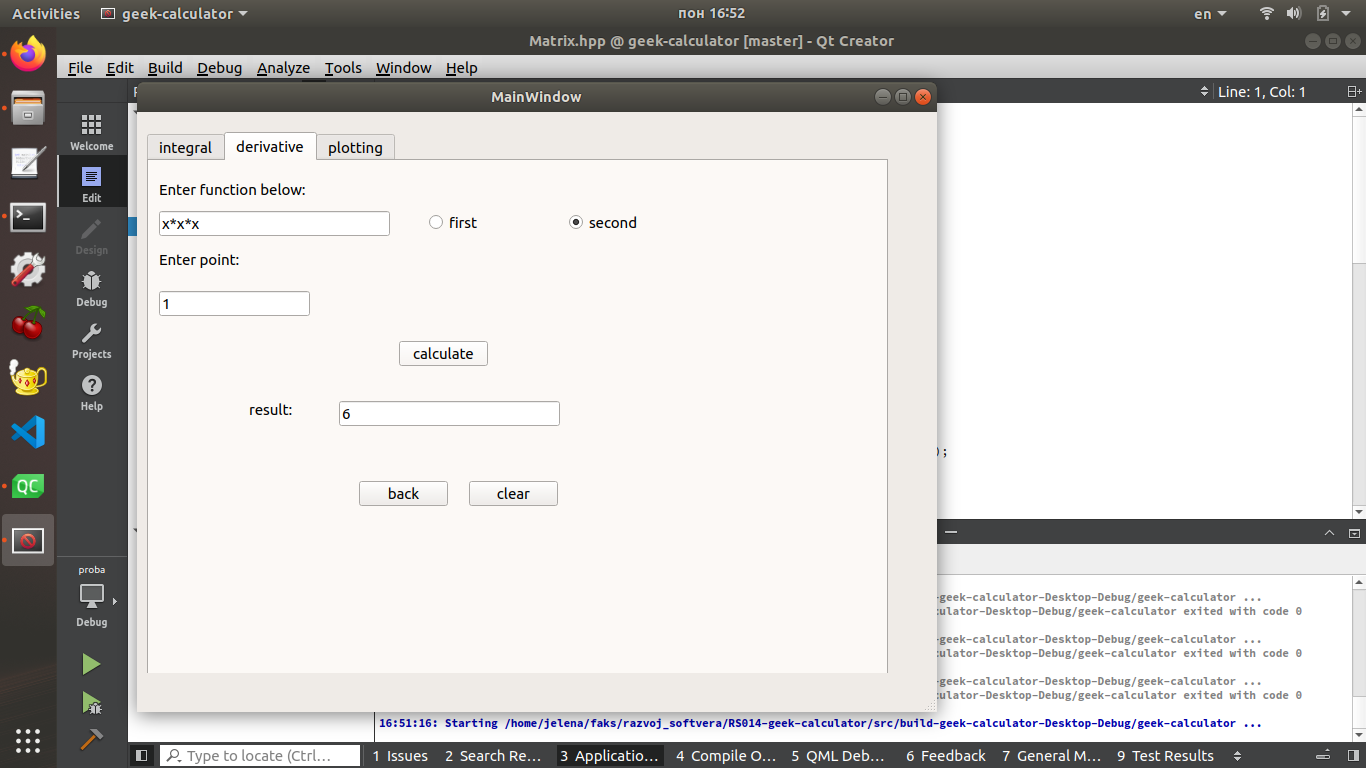 Activities geek-calculator пон 16:52 en
Matrix.hpp @ geek-calculator [master] - Qt Creator
File Edit Build Debug Analyze Tools Window Help
Line: 1, Col: 1
MainWindow
Welcome
Edit
Design
Debug
Projects
Help
integral derivative plotting
Enter function below:
x*x*x first second
Enter point:
1
calculate
result: 6
back clear
);
QC
proba
Debug
-geek-calculator-Desktop-Debug/geek-calculator ...
culator-Desktop-Debug/geek-calculator exited with code 0
-geek-calculator-Desktop-Debug/geek-calculator ...
culator-Desktop-Debug/geek-calculator exited with code 0
-geek-calculator-Desktop-Debug/geek-calculator ...
culator-Desktop-Debug/geek-calculator exited with code 0
16:51:16: Starting /home/jelena/faks/razvoj_softvera/RS014-geek-calculator/src/build-geek-calculator-Desktop-Debug/geek-calculator ...
Type to locate (Ctrl... 1 Issues 2 Search Re... 3 Applicatio... 4 Compile O... 5 QML Deb... 6 Feedback 7 General M... 9 Test Results